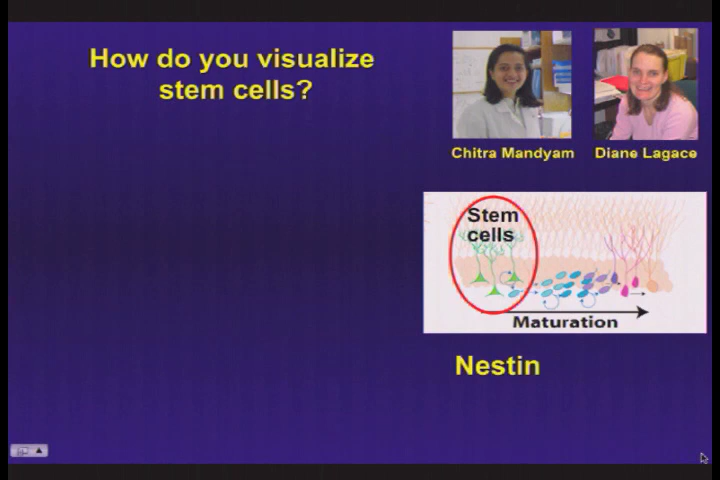 How do you visualize
stem cells?
Chitra Mandyam
Diane Lagace
Stem
cells
Maturation
Nestin